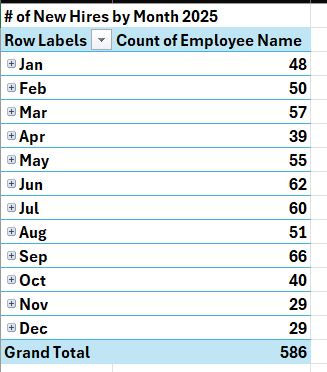 # of New Hires by Month 2025
Row Labels Count of Employee Name
Jan 48
Feb 50
Mar 57
Apr 39
May 55
Jun 62
Jul 60
Aug 51
Sep 66
Oct 40
Nov 29
Dec 29
Grand Total 586